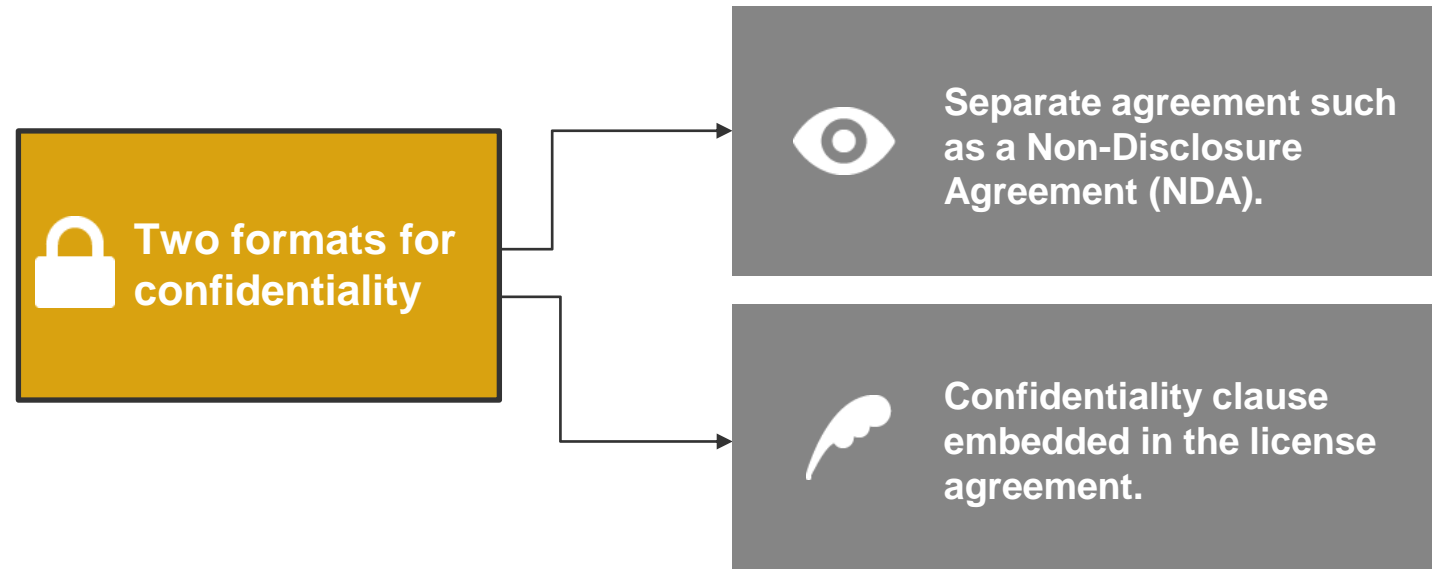 Two formats for
confidentiality
Separate agreement such
as a Non-Disclosure
Agreement (NDA).
Confidentiality clause
embedded in the license
agreement.